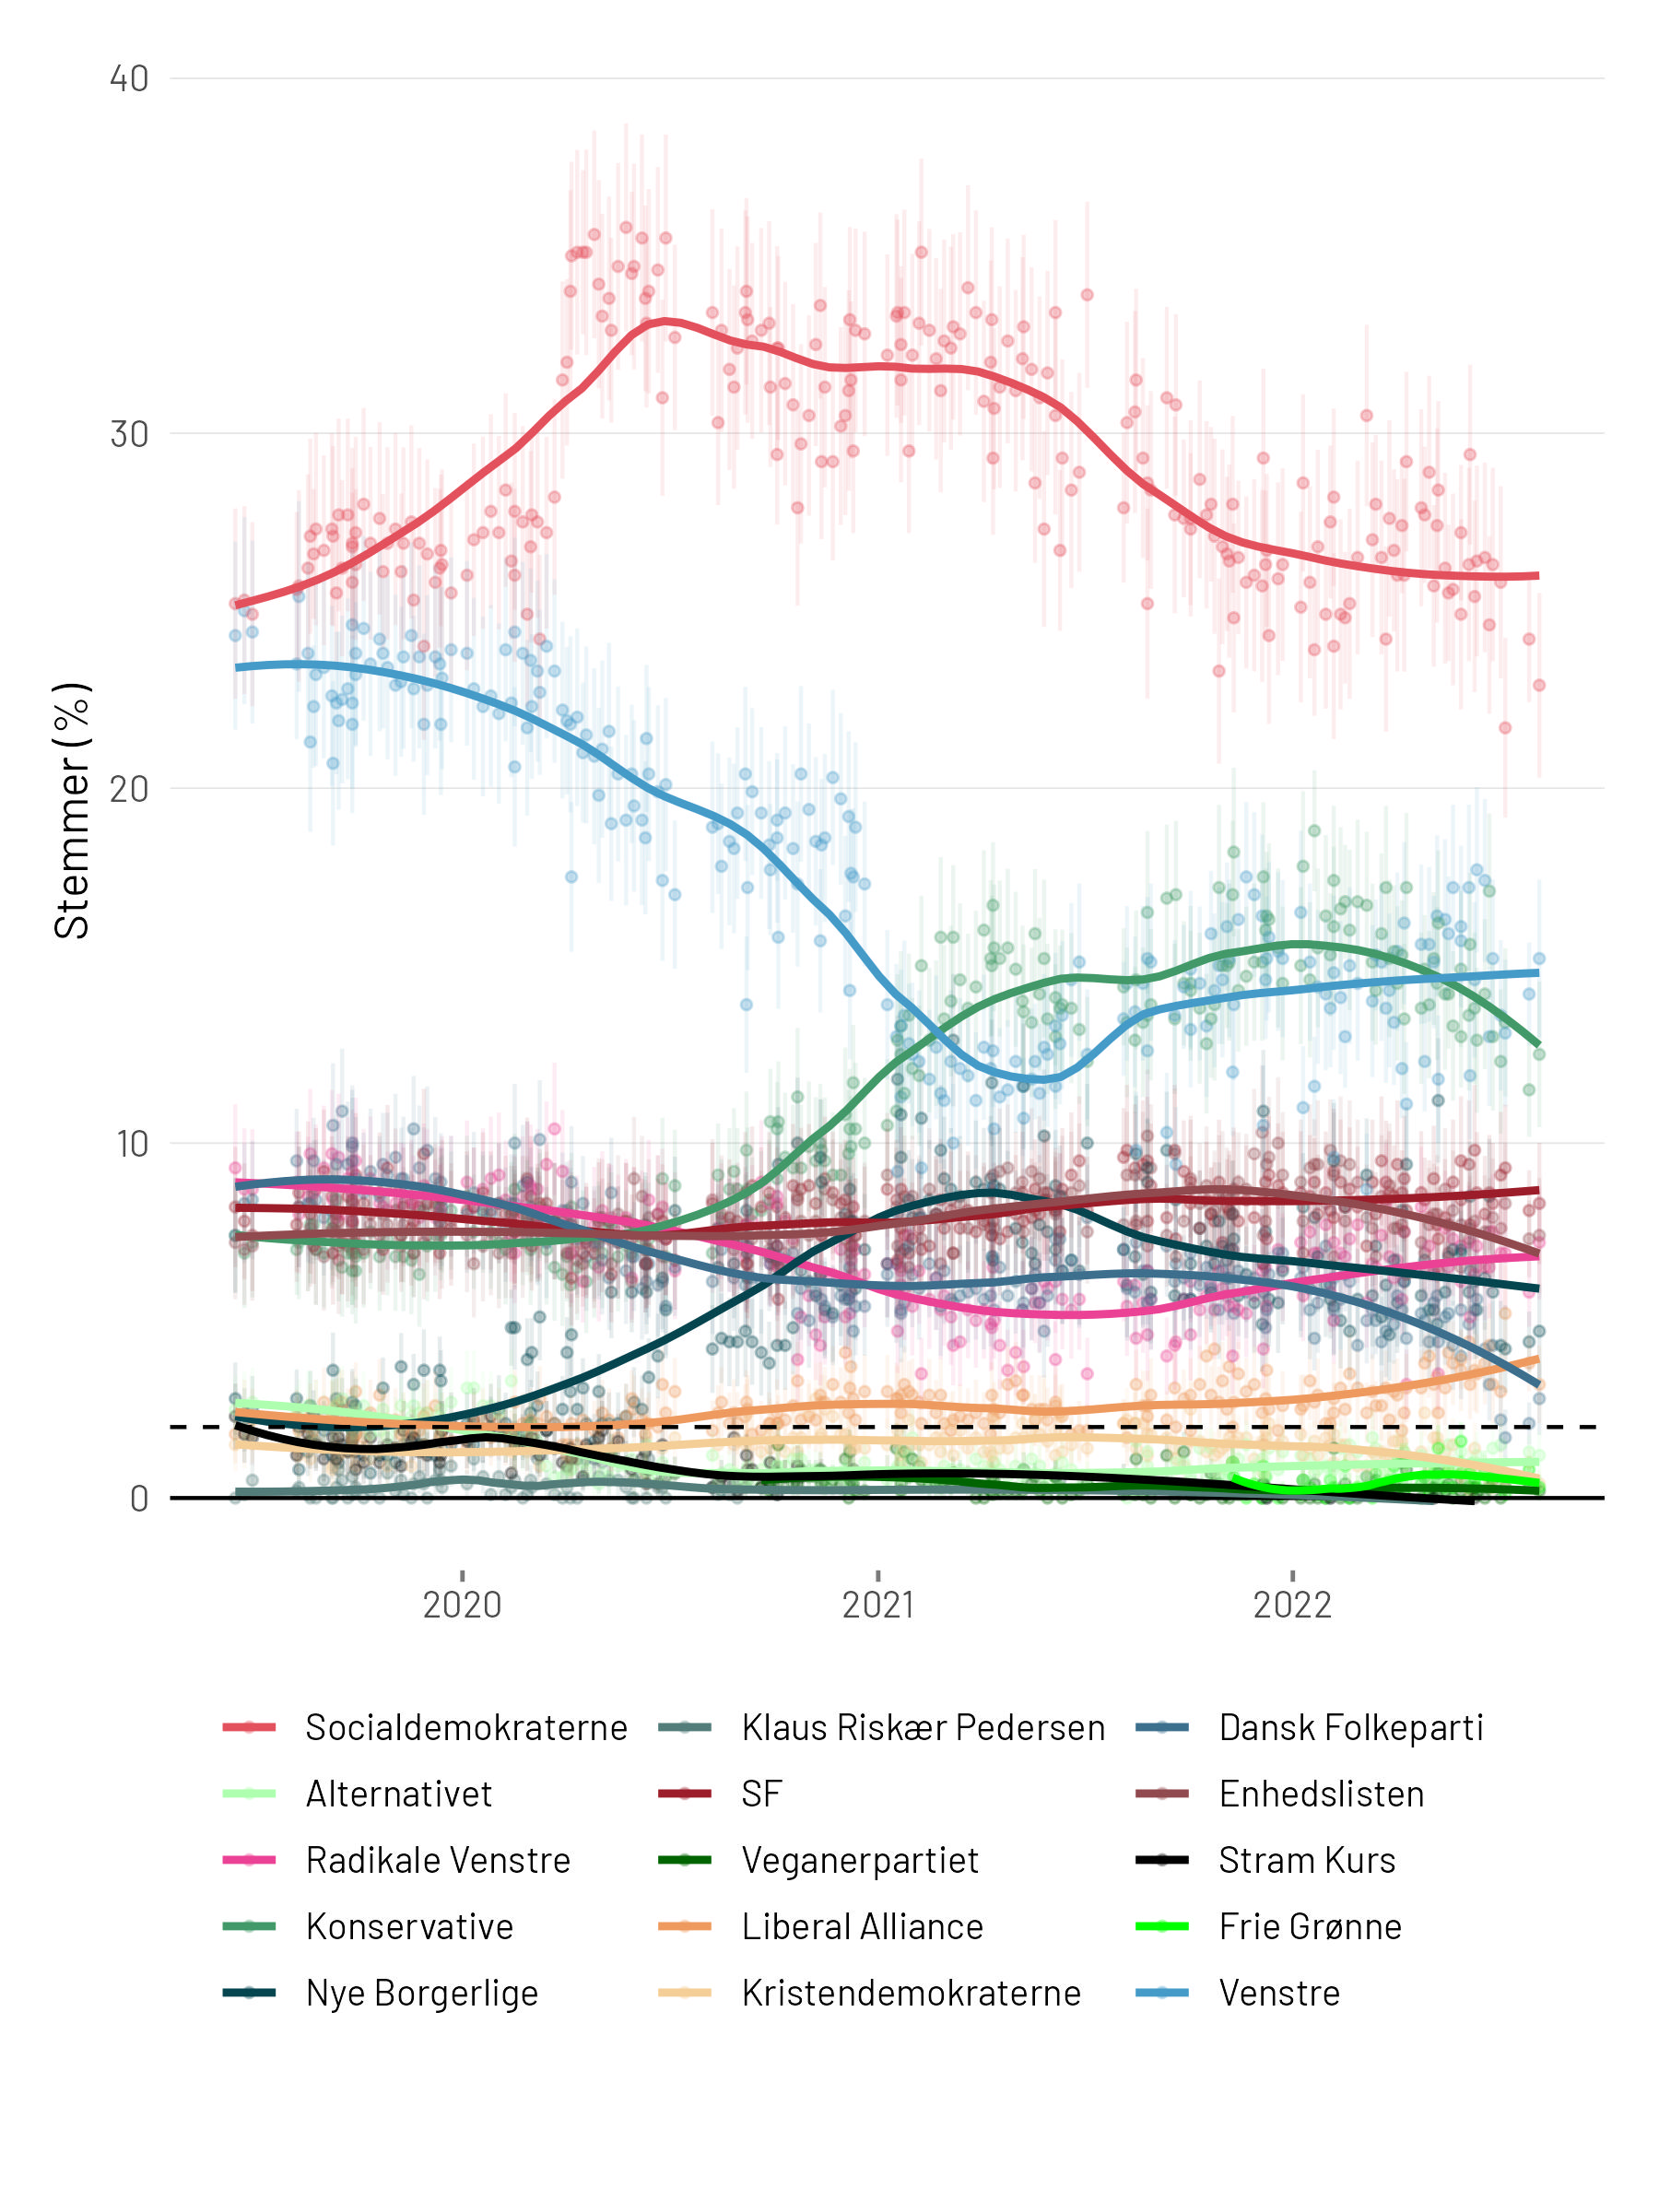 40
30
20
10
0
Stemmer (%)
2020 2021 2022
Socialdemokraterne Klaus Riskær Pedersen Dansk Folkeparti
Alternativet SF Enhedslisten
Radikale Venstre Veganerpartiet Stram Kurs
Konservative Liberal Alliance Frie Grønne
Nye Borgerlige Kristendemokraterne Venstre